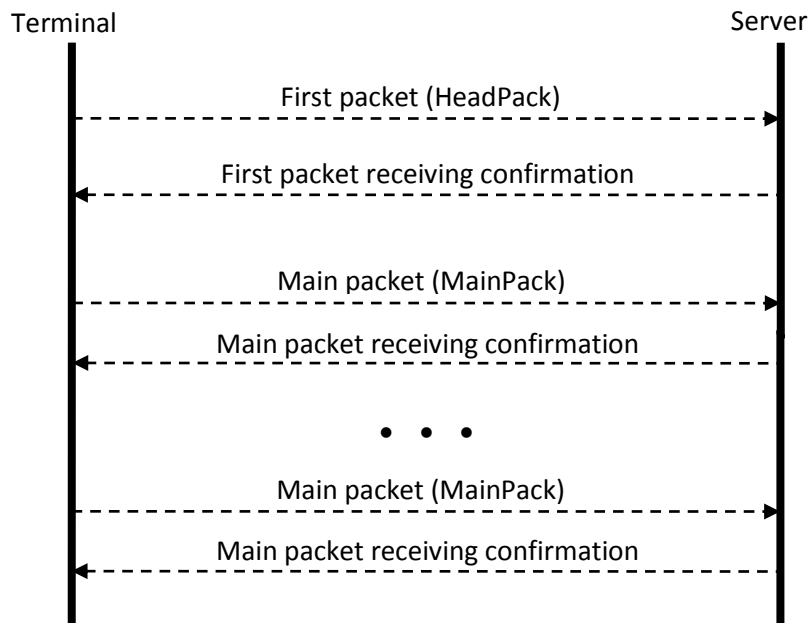 Terminal
Server
First packet (HeadPack)
First packet receiving confirmation
Main packet (MainPack)
Main packet receiving confirmation
• • •
Main packet (MainPack)
Main packet receiving confirmation